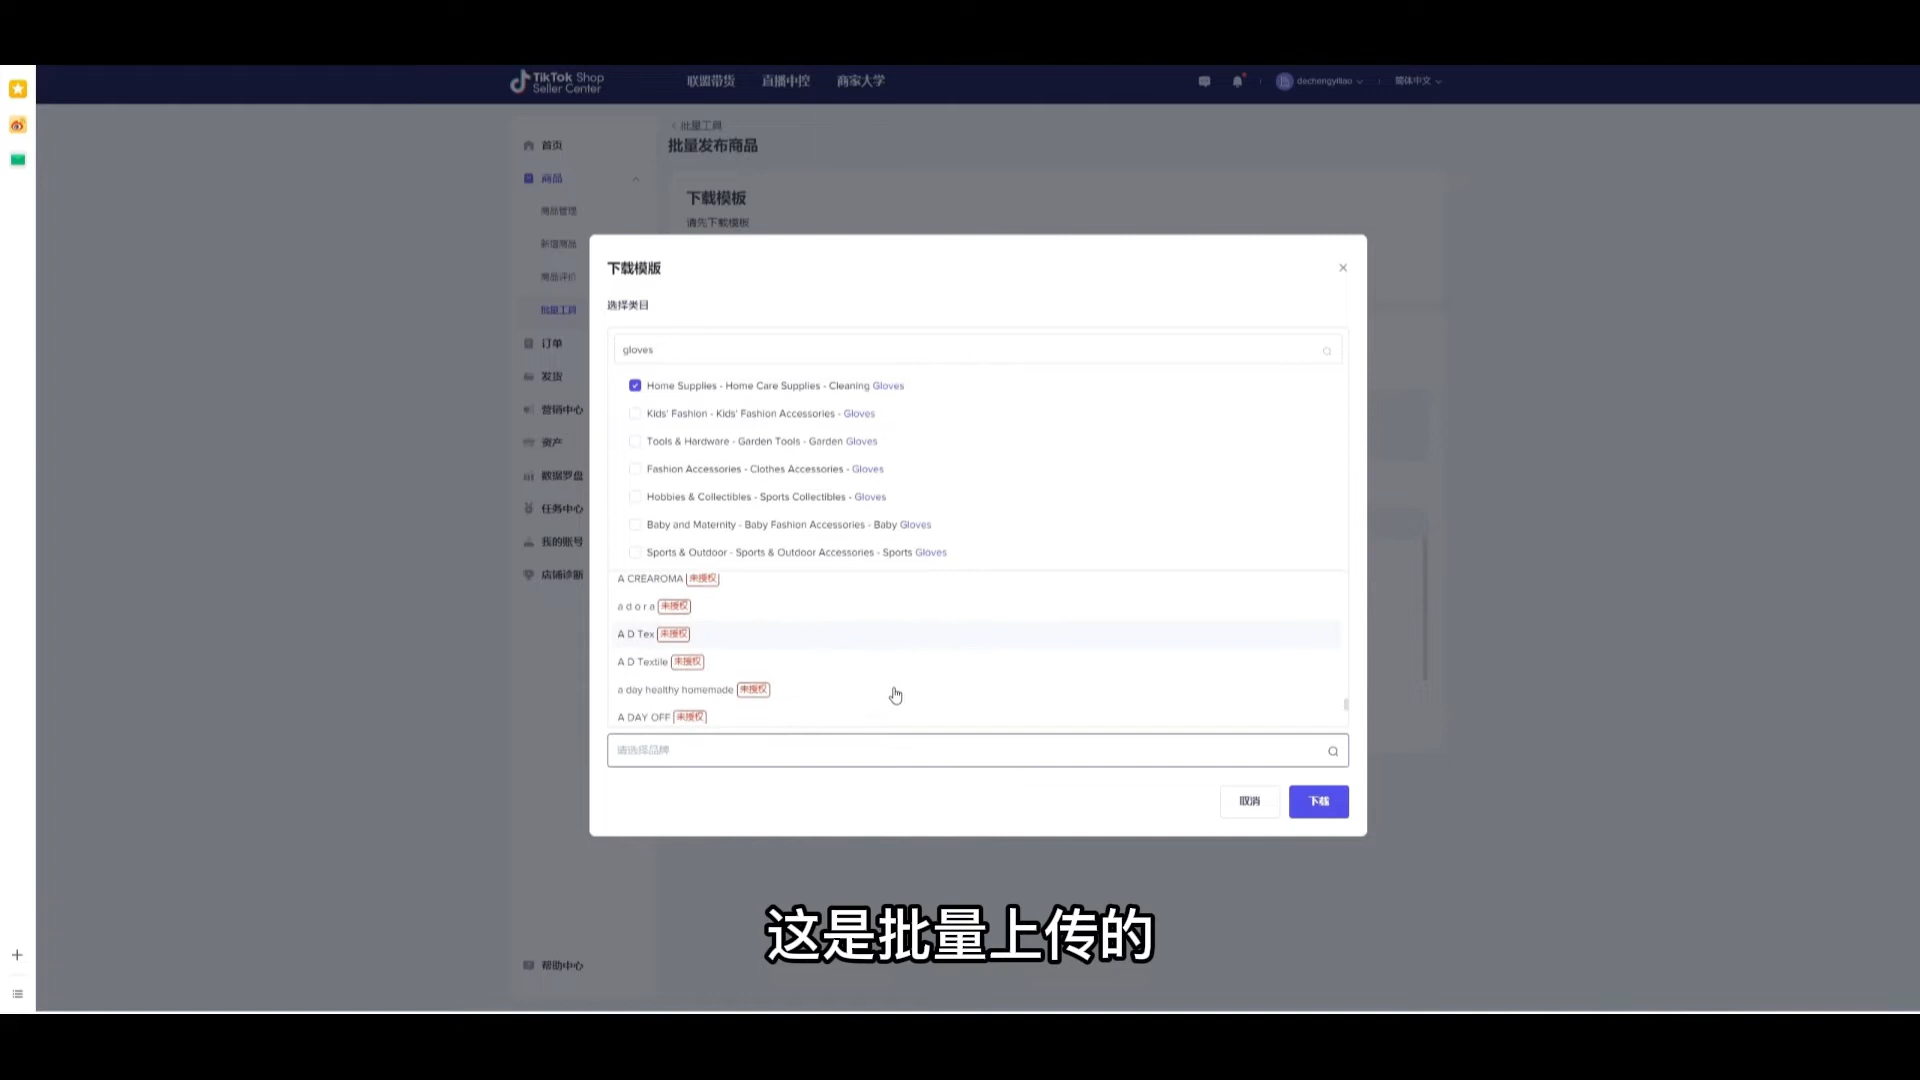 TikTok Shop
Seller Center
联盟带货
直播中控
商家大学
dechengyiliao
简体中文
首页
商品
商品管理
新增商品
商品评价
批量工具
订单
发货
营销中心
资产
数据罗盘
任务中心
我的账号
店铺诊断
帮助中心
< 批量工具
批量发布商品
下载模板
请先下载模板
下载模版
选择类目
gloves
Home Supplies - Home Care Supplies - Cleaning Gloves
Kids' Fashion - Kids' Fashion Accessories - Gloves
Tools & Hardware - Garden Tools - Garden Gloves
Fashion Accessories - Clothes Accessories - Gloves
Hobbies & Collectibles - Sports Collectibles - Gloves
Baby and Maternity - Baby Fashion Accessories - Baby Gloves
Sports & Outdoor - Sports & Outdoor Accessories - Sports Gloves
A CREAROMA 未授权
a d o r a 未授权
A D Tex 未授权
A D Textile 未授权
a day healthy homemade 未授权
A DAY OFF 未授权
请选择品牌
取消
下载
这是批量上传的